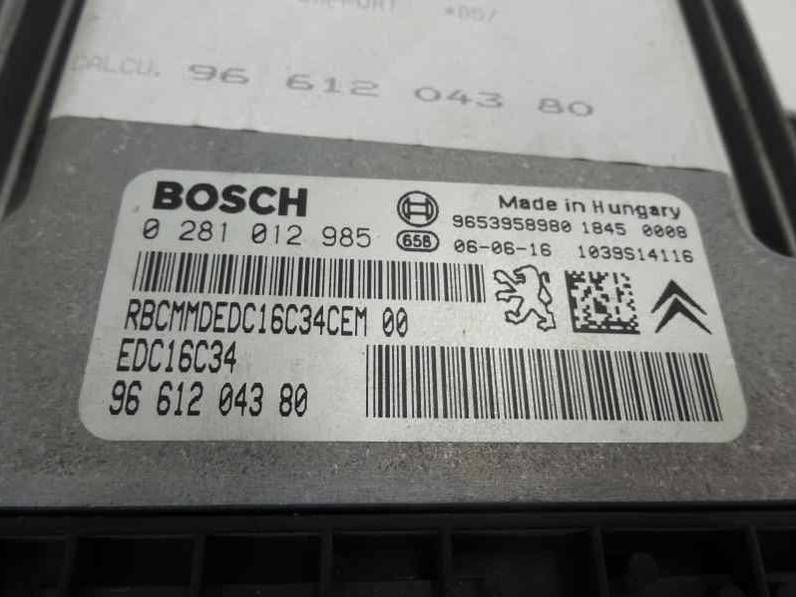 *05/
CALCU. 96 612 043 80
BOSCH
Made in Hungary
0 281 012 985
9653958980 1845 0008
658 06-06-16 1039S14116
RBCMMDEDC16C34CEM 00
EDC16C34
96 612 043 80